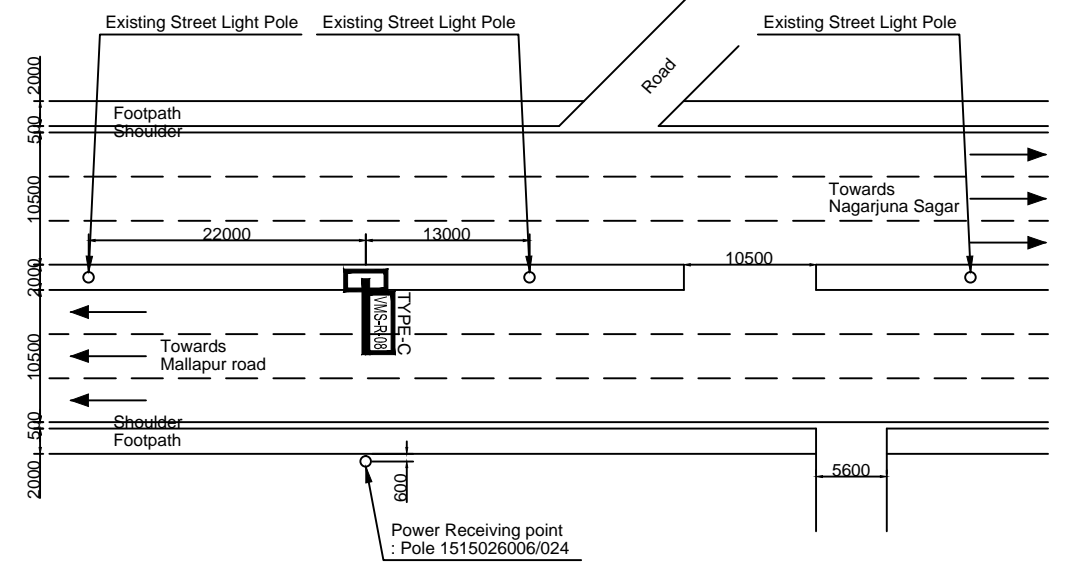 Existing Street Light Pole
Existing Street Light Pole
Existing Street Light Pole
Road
2000
Footpath
500
Shoulder
10500
Towards
Nagarjuna Sagar
22000
13000
10500
2000
TYPE-C
VMS-R-08
10500
Towards
Mallapur road
500
Shoulder
Footpath
2000
600
5600
Power Receiving point
: Pole 1515026006/024